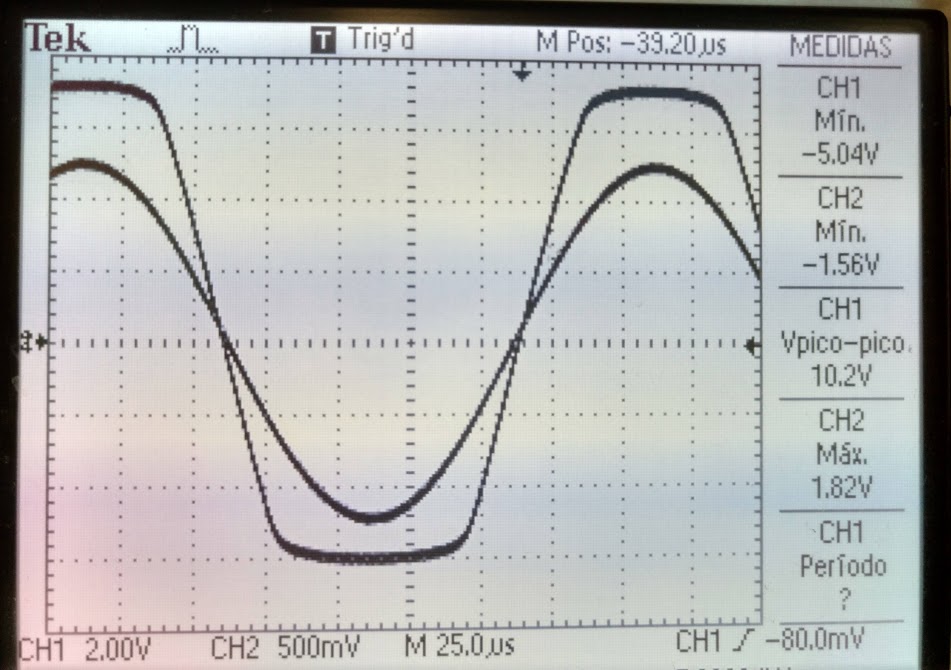 Tek T Trig'd M Pos: -39.20µs MEDIDAS
CH1
Mín.
-5.04V
CH2
Mín.
-1.56V
CH1
Vpico-pico.
10.2V
CH2
Máx.
1.82V
CH1
Período
?
CH1 2.00V CH2 500mV M 25.0µs CH1 -80.0mV